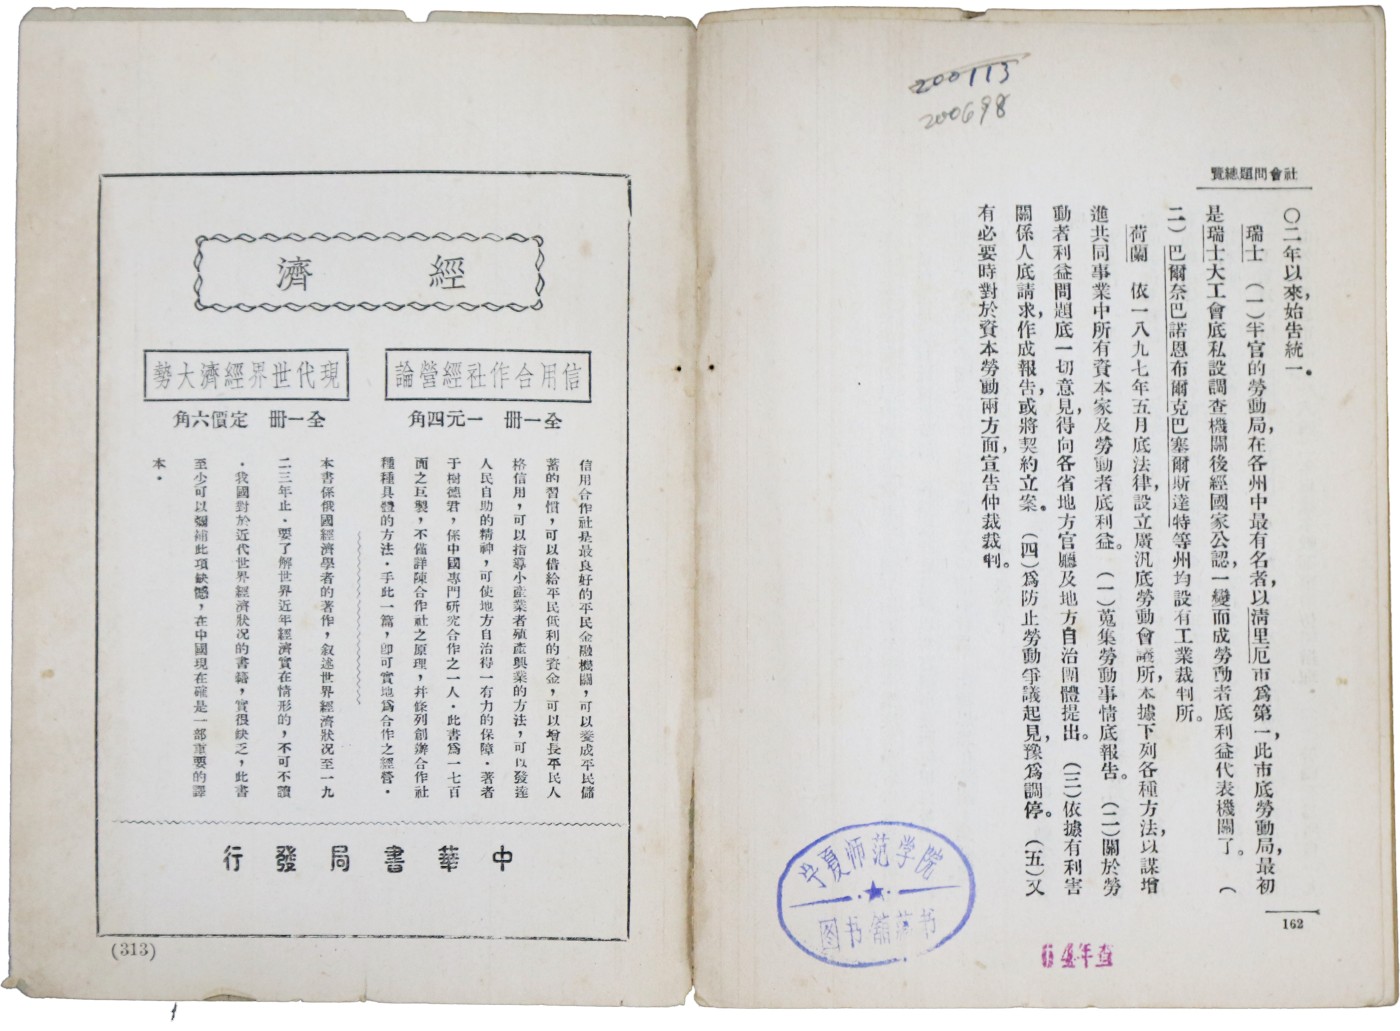 200113
200698
社會問題總覽
〇二年以來,始告統一。
瑞士 (一)半官的勞動局,在各州中最有名者,以淸里厄市爲第一,此市底勞動局,最初
是瑞士大工會底私設調查機關後經國家公認,一變而成勞動者底利益代表機關了。(
二)巴爾奈巴諾恩布爾克巴塞爾斯達特等州均設有工業裁判所。
荷蘭 依一八九七年五月底法律,設立廣汎底勞動會議所,本據下列各種方法,以謀增
進共同事業中所有資本家及勞動者底利益。(一)蒐集勞動事情底報告。(二)關於勞
動者利益問題底一切意見,得向各省地方官廳及地方自治團體提出。(三)依據有利害
關係人底請求,作成報告,或將契約立案。(四)爲防止勞動爭議起見,豫爲調停。(五)又
有必要時對於資本勞動兩方面,宣告仲裁裁判。
162
宁夏师范学院
图书馆藏书
年查
經濟
信用合作社經營論
全一冊 一元四角
信用合作社是最良好的平民金融機關,可以養成平民儲
蓄的習慣,可以借給平民低利的資金,可以增長平民人
格信用,可以指導小產業者殖產興業的方法,可以發達
人民自助的精神,可使地方自治得一有力的保障.著者
于樹德君,係中國專門研究合作之一人.此書爲一七百
面之巨製,不僅詳陳合作社之原理,幷條列創辦合作社
種種具體的方法.手此一篇,卽可實地爲合作之經營.
現代世界經濟大勢
全一冊 定價六角
本書係俄國經濟學者的著作,叙述世界經濟狀況至一九
二三年止.要了解世界近年經濟實在情形的,不可不讀
.我國對於近代世界經濟狀況的書籍,實很缺乏,此書
至少可以彌補此項缺憾,在中國現在確是一部重要的譯
本.
中華書局發行
(313)